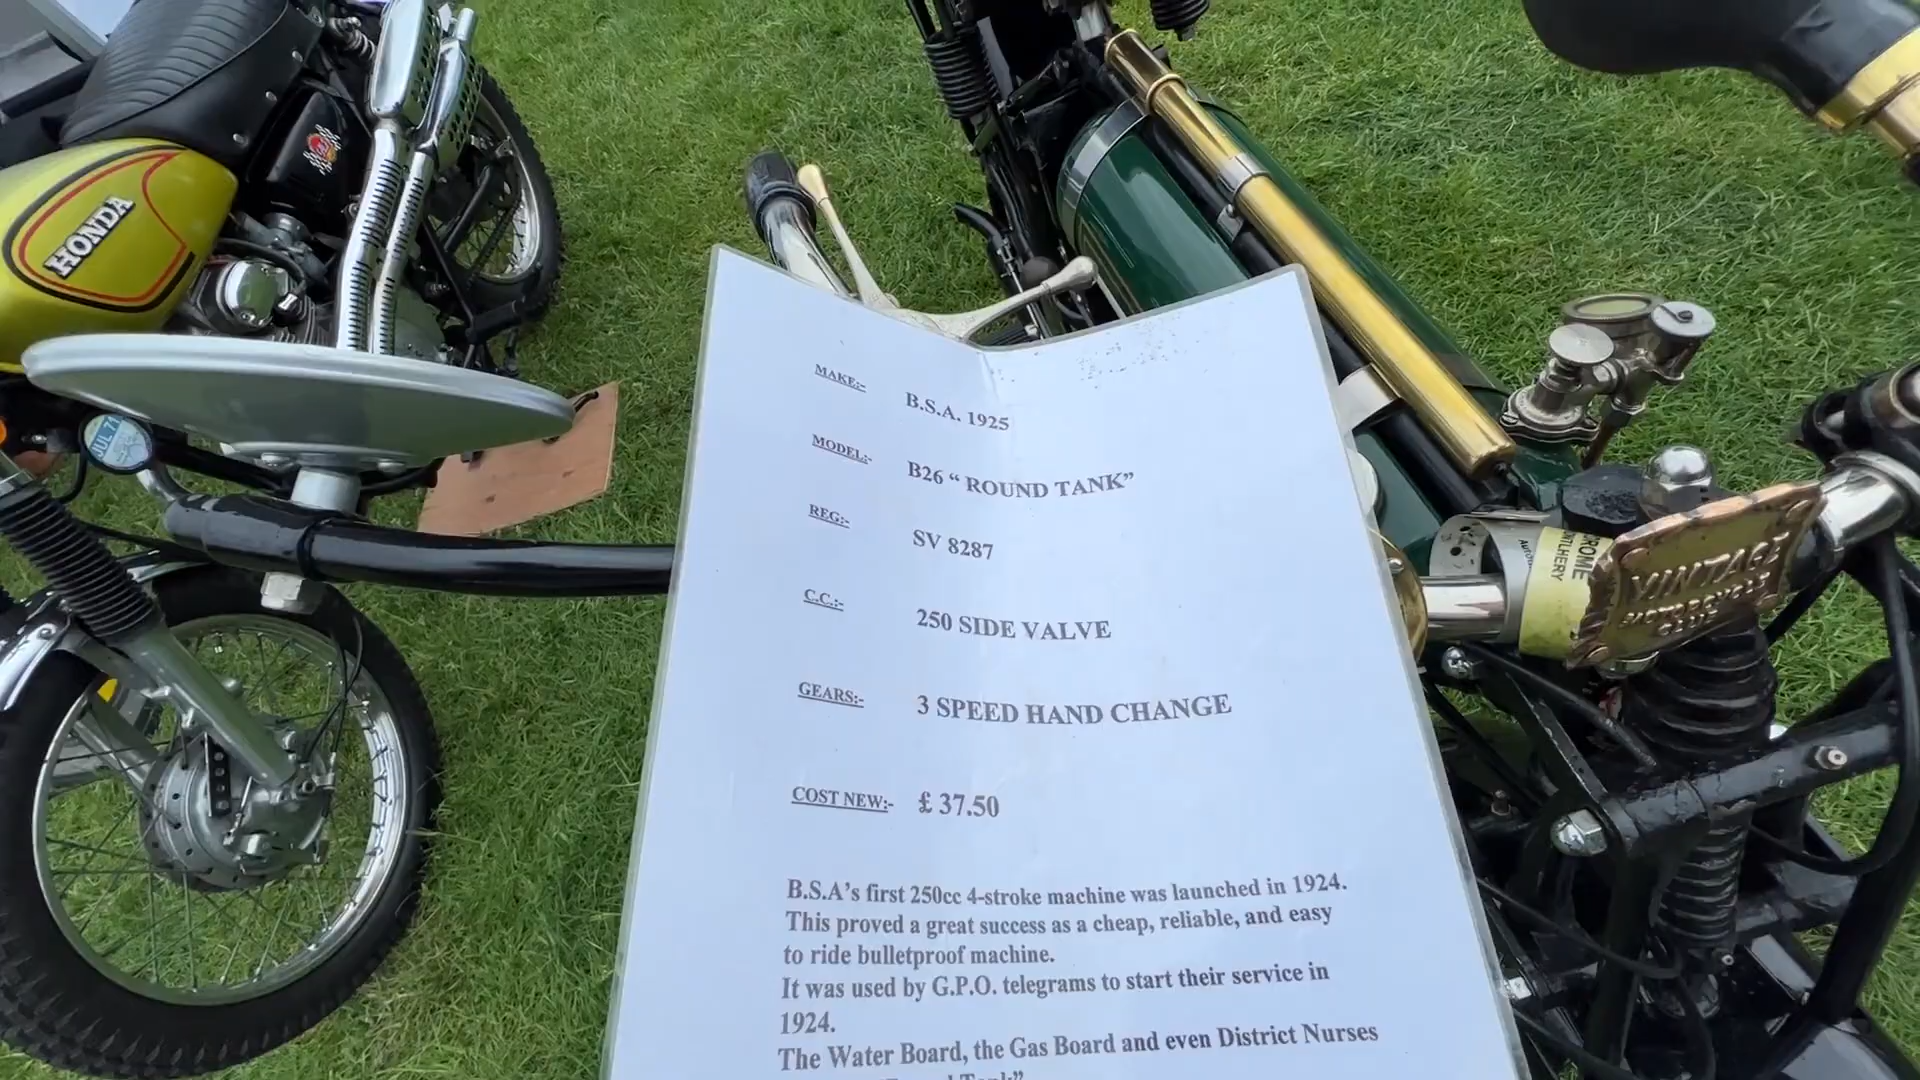 HONDA
JUL 71
MAKE:- B.S.A. 1925
MODEL:- B26 “ ROUND TANK”
REG:- SV 8287
C.C.:- 250 SIDE VALVE
GEARS:- 3 SPEED HAND CHANGE
COST NEW:- £ 37.50
B.S.A’s first 250cc 4-stroke machine was launched in 1924.
This proved a great success as a cheap, reliable, and easy
to ride bulletproof machine.
It was used by G.P.O. telegrams to start their service in
1924.
The Water Board, the Gas Board and even District Nurses
Tank”
VINTAGE
MOTORCYCLE
CLUB